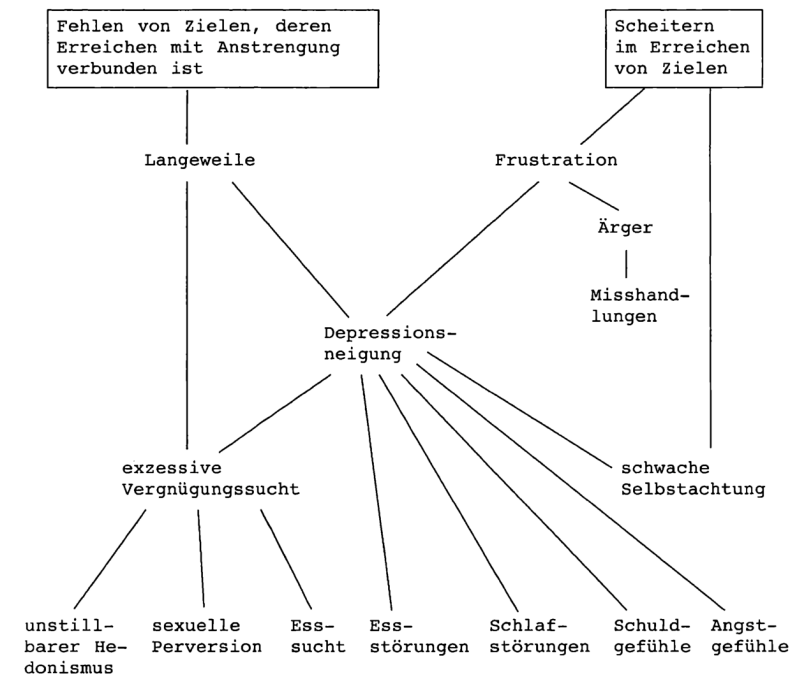 Fehlen von Zielen, deren
Erreichen mit Anstrengung
verbunden ist
Scheitern
im Erreichen
von Zielen
Langeweile
Frustration
Ärger
Misshand-
lungen
Depressions-
neigung
exzessive
Vergnügungssucht
schwache
Selbstachtung
unstill-
barer He-
donismus
sexuelle
Perversion
Ess-
sucht
Ess-
störungen
Schlaf-
störungen
Schuld-
gefühle
Angst-
gefühle